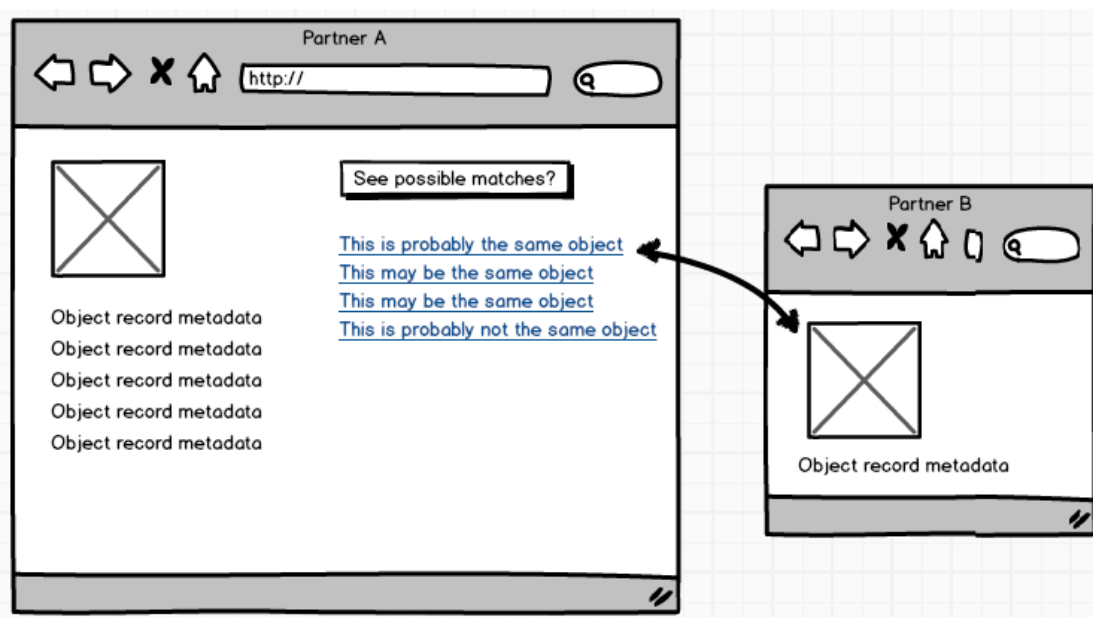 Partner A
http://
See possible matches?
This is probably the same object
This may be the same object
This may be the same object
This is probably not the same object
Object record metadata
Object record metadata
Object record metadata
Object record metadata
Object record metadata
Partner B
Object record metadata